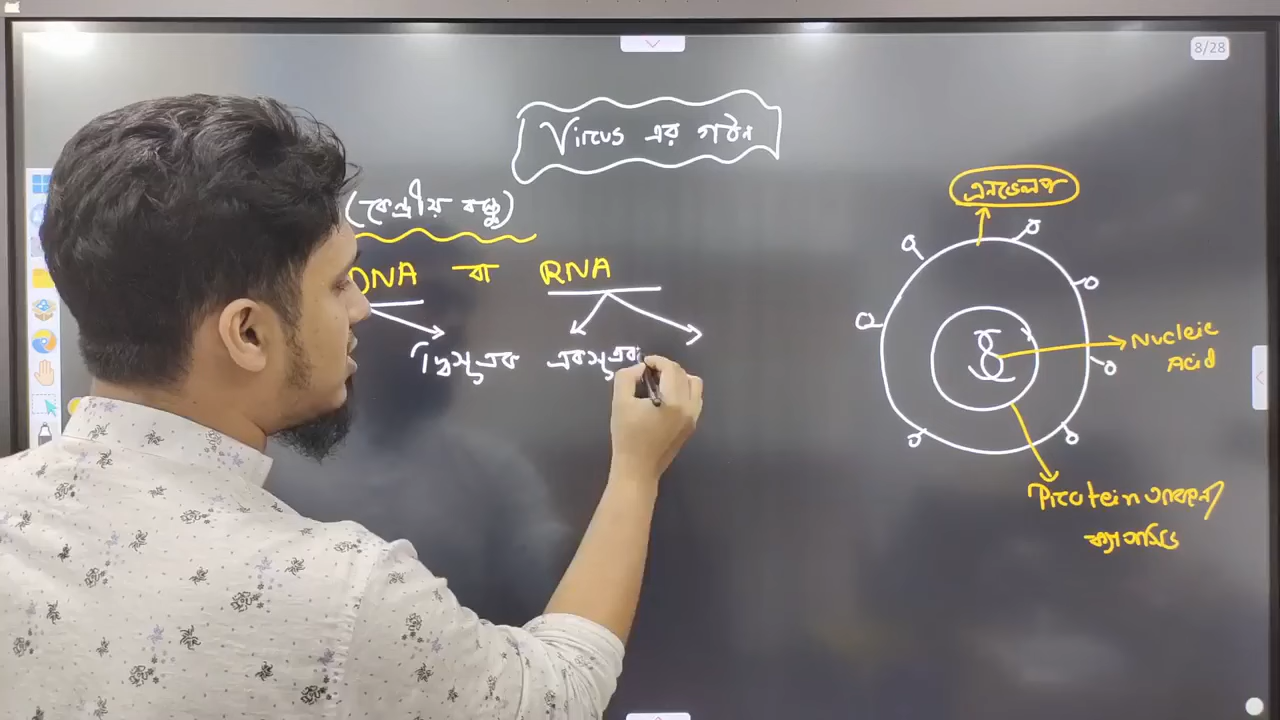 8/28
Virus এর গঠন
(কেন্দ্রীয় বস্তু)
DNA বা RNA
দ্বিসূত্রক একসূত্রক
এনভেলপ
Nucleic
Acid
Protein আবরণ/
ক্যাপসিড